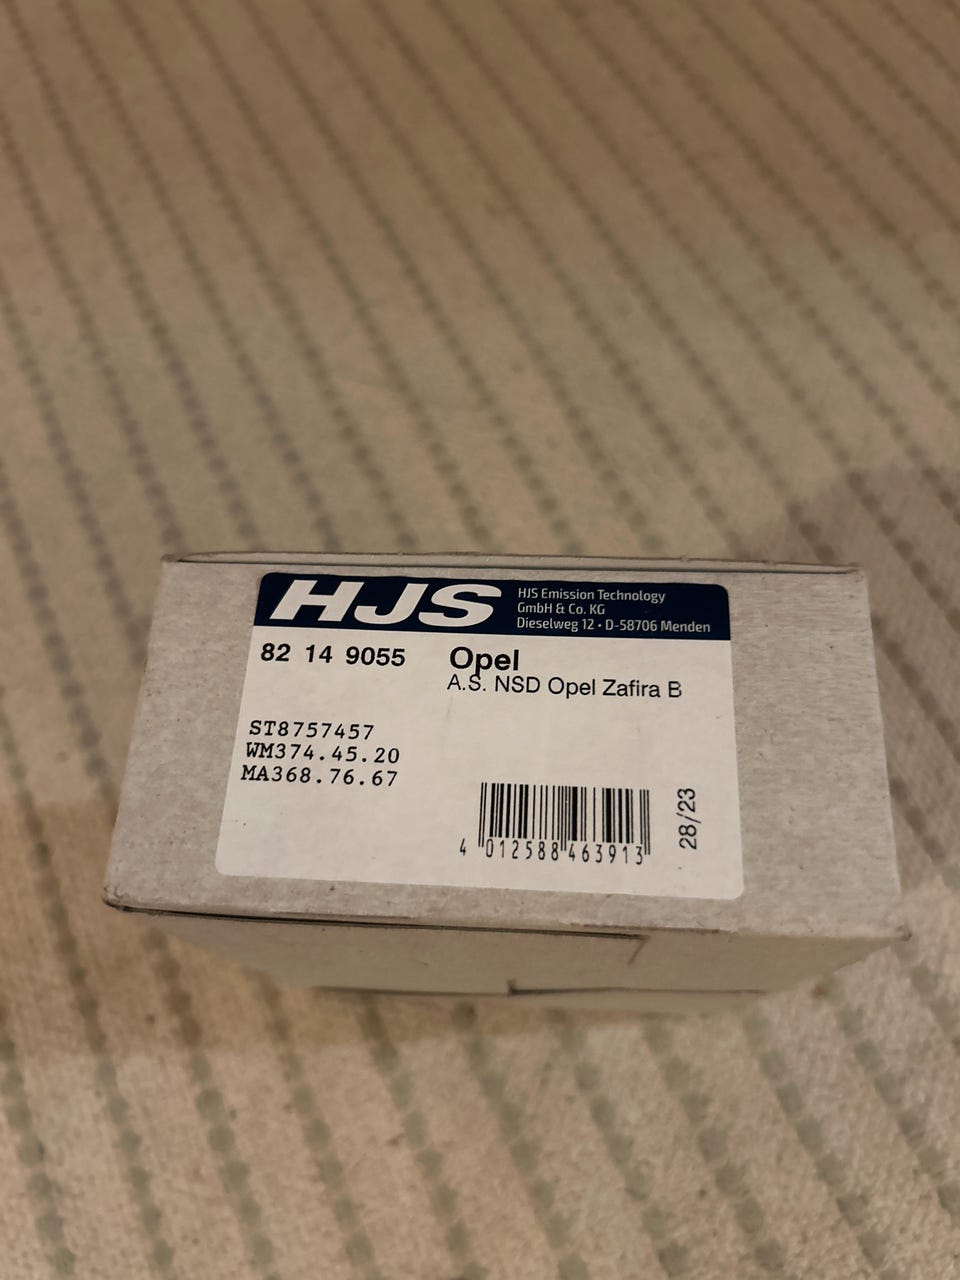 HJS
HJS Emission Technology
GmbH & Co. KG
Dieselweg 12 • D-58706 Menden
82 14 9055
Opel
A.S. NSD Opel Zafira B
ST8757457
WM374.45.20
MA368.76.67
4 012588 463913
28/23